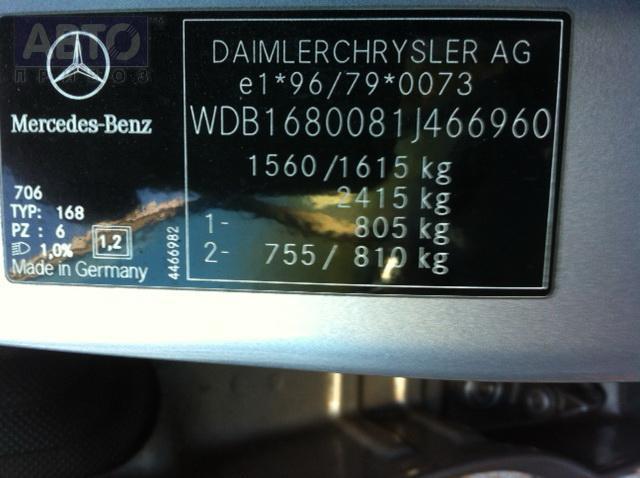 АВТО
ПРИВОЗ
Mercedes-Benz
706
TYP: 168
PZ : 6
1,0%
1,2
Made in Germany
4466982
DAIMLERCHRYSLER AG
e1*96/79*0073
WDB1680081J466960
1560/1615 kg
2415 kg
1- 805 kg
2- 755/ 810 kg